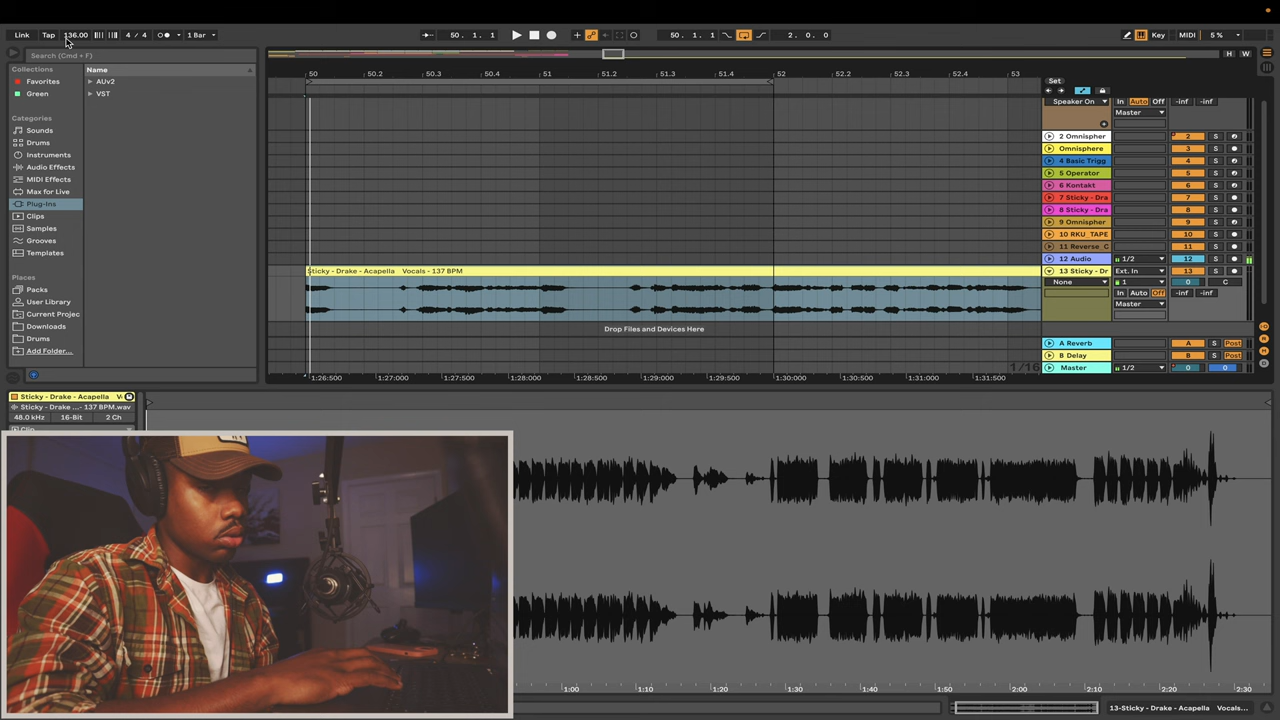 Link Tap 136.00 4 / 4 1 Bar 50. 1. 1 50. 1. 1 2. 0. 0 Key MIDI 5 %
Search (Cmd + F)
H W
Collections Name
Favorites AUv2
Green VST
Categories
Sounds
Drums
Instruments
Audio Effects
MIDI Effects
Max for Live
Plug-Ins
Clips
Samples
Grooves
Templates
Places
Packs
User Library
Current Projec
Downloads
Drums
Add Folder...
50 50.2 50.3 50.4 51 51.2 51.3 51.4 52 52.2 52.4 53
Set
Speaker On In Auto Off -inf -inf
Master
2 Omnispher 2 S
Omnisphere 3 S
4 Basic Trigg 4 S
5 Operator 5 S
6 Kontakt 6 S
7 Sticky - Dra 7 S
8 Sticky - Dra 8 S
9 Omnispher 9 S
10 RKU_TAPE 10 S
11 Reverse_C 11 S
12 Audio 1/2 12 S
Sticky - Drake - Acapella Vocals - 137 BPM
13 Sticky - Dr Ext. In 13 S
None 1 0 C
In Auto Off -inf -inf
Master
Drop Files and Devices Here
A Reverb A S Post
B Delay B S Post
1/16 Master 1/2 0 0
1:26:500 1:27:000 1:27:500 1:28:000 1:28:500 1:29:000 1:29:500 1:30:000 1:30:500 1:31:000 1:31:500
Sticky - Drake - Acapella
Sticky - Drake ...- 137 BPM.wav
48.0 kHz 16-Bit 2 Ch
Clip
1:00 1:10 1:20 1:30 1:40 1:50 2:00 2:10 2:20 2:30
13-Sticky - Drake - Acapella Vocals...